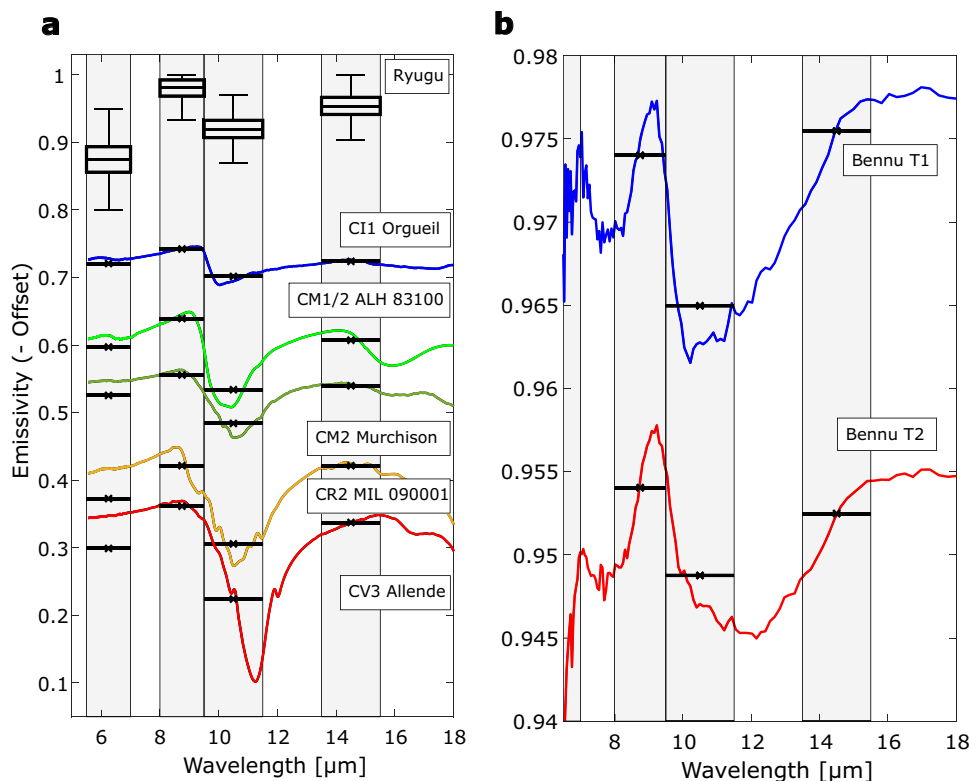 a
b
Emissivity (- Offset)
1
0.9
0.8
0.7
0.6
0.5
0.4
0.3
0.2
0.1
Ryugu
CI1 Orgueil
CM1/2 ALH 83100
CM2 Murchison
CR2 MIL 090001
CV3 Allende
6 8 10 12 14 16 18
Wavelength [µm]
0.98
0.975
0.97
0.965
0.96
0.955
0.95
0.945
0.94
Bennu T1
Bennu T2
8 10 12 14 16 18
Wavelength [µm]